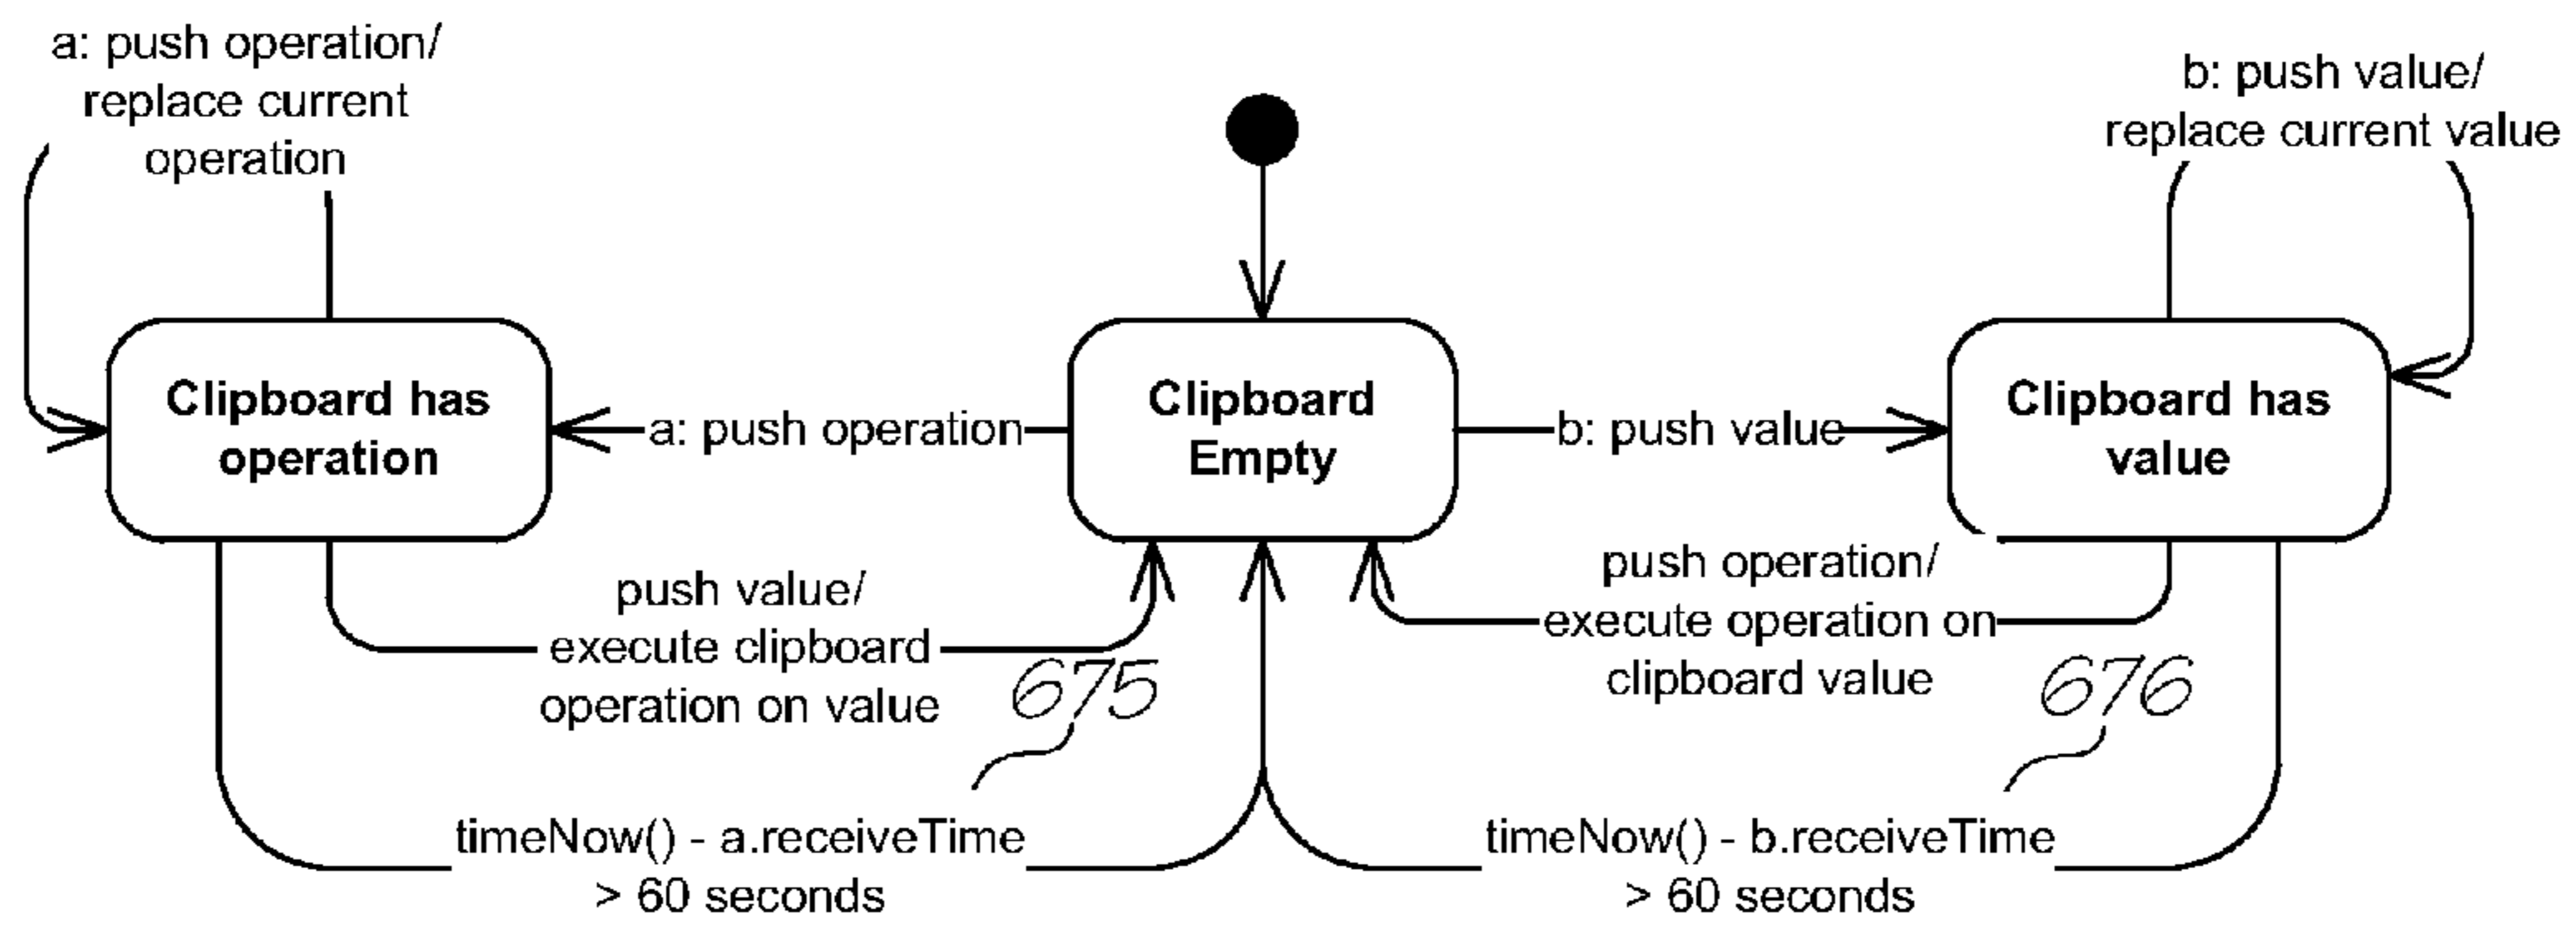 a: push operation/
replace current
operation
b: push value/
replace current value
Clipboard has
operation
a: push operation
Clipboard
Empty
b: push value
Clipboard has
value
push value/
execute clipboard
operation on value
675
push operation/
execute operation on
clipboard value
676
timeNow() - a.receiveTime
> 60 seconds
timeNow() - b.receiveTime
> 60 seconds